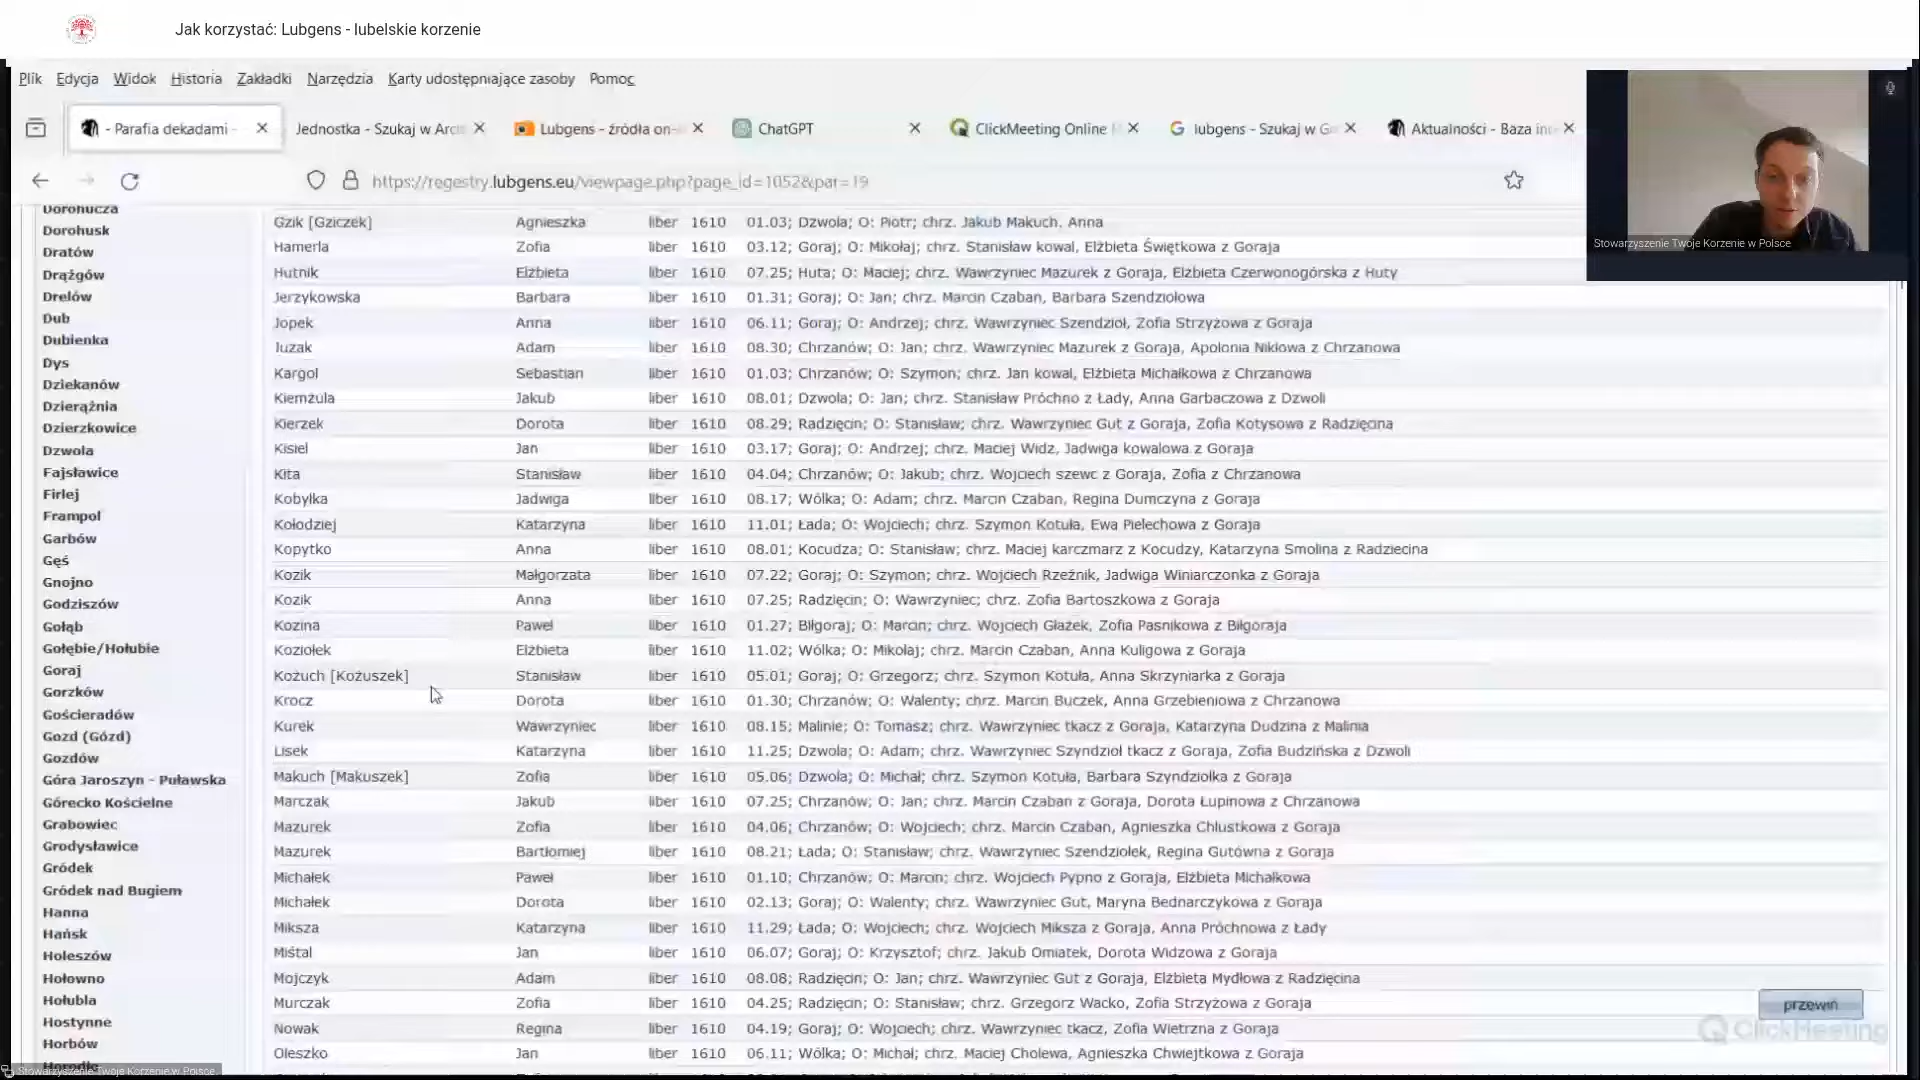 Jak korzystać: Lubgens - lubelskie korzenie
Plik Edycja Widok Historia Zakładki Narzędzia Karty udostępniające zasoby Pomoc
- Parafia dekadami - Jednostka - Szukaj w Arc Lubgens - źródła on- ChatGPT ClickMeeting Online lubgens - Szukaj w G Aktualności - Baza in
https://regestry.lubgens.eu/viewpage.php?page_id=1052&par=19
Stowarzyszenie Twoje Korzenie w Polsce
Dorohucza
Dorohusk
Dratów
Drążgów
Drelów
Dub
Dubienka
Dys
Dziekanów
Dzierążnia
Dzierzkowice
Dzwola
Fajsławice
Firlej
Frampol
Garbów
Gęś
Gnojno
Godziszów
Gołąb
Gołębie/Hołubie
Goraj
Gorzków
Gościeradów
Gozd (Gózd)
Gozdów
Góra Jaroszyn - Puławska
Górecko Kościelne
Grabowiec
Grodysławice
Gródek
Gródek nad Bugiem
Hanna
Hańsk
Holeszów
Hołowno
Hołubla
Hostynne
Horbów
Gzik [Gziczek] Agnieszka liber 1610 01.03; Dzwola; O: Piotr; chrz. Jakub Makuch, Anna
Hamerla Zofia liber 1610 03.12; Goraj; O: Mikołaj; chrz. Stanisław kowal, Elżbieta Świętkowa z Goraja
Hutnik Elżbieta liber 1610 07.25; Huta; O: Maciej; chrz. Wawrzyniec Mazurek z Goraja, Elżbieta Czerwonogórska z Huty
Jerzykowska Barbara liber 1610 01.31; Goraj; O: Jan; chrz. Marcin Czaban, Barbara Szendziołowa
Jopek Anna liber 1610 06.11; Goraj; O: Andrzej; chrz. Wawrzyniec Szendzioł, Zofia Strzyżowa z Goraja
Juzak Adam liber 1610 08.30; Chrzanów; O: Jan; chrz. Wawrzyniec Mazurek z Goraja, Apolonia Niklowa z Chrzanowa
Kargol Sebastian liber 1610 01.03; Chrzanów; O: Szymon; chrz. Jan kowal, Elżbieta Michałkowa z Chrzanowa
Kiemżula Jakub liber 1610 08.01; Dzwola; O: Jan; chrz. Stanisław Próchno z Łady, Anna Garbaczowa z Dzwoli
Kierzek Dorota liber 1610 08.29; Radzięcin; O: Stanisław; chrz. Wawrzyniec Gut z Goraja, Zofia Kotysowa z Radzięcina
Kisiel Jan liber 1610 03.17; Goraj; O: Andrzej; chrz. Maciej Widz, Jadwiga kowalowa z Goraja
Kita Stanisław liber 1610 04.04; Chrzanów; O: Jakub; chrz. Wojciech szewc z Goraja, Zofia z Chrzanowa
Kobyłka Jadwiga liber 1610 08.17; Wólka; O: Adam; chrz. Marcin Czaban, Regina Dumczyna z Goraja
Kołodziej Katarzyna liber 1610 11.01; Łada; O: Wojciech; chrz. Szymon Kotuła, Ewa Pielechowa z Goraja
Kopytko Anna liber 1610 08.01; Kocudza; O: Stanisław; chrz. Maciej karczmarz z Kocudzy, Katarzyna Smolina z Radziecina
Kozik Małgorzata liber 1610 07.22; Goraj; O: Szymon; chrz. Wojciech Rzeźnik, Jadwiga Winiarczonka z Goraja
Kozik Anna liber 1610 07.25; Radzięcin; O: Wawrzyniec; chrz. Zofia Bartoszkowa z Goraja
Kozina Paweł liber 1610 01.27; Biłgoraj; O: Marcin; chrz. Wojciech Głażek, Zofia Pasnikowa z Biłgoraja
Koziołek Elżbieta liber 1610 11.02; Wólka; O: Mikołaj; chrz. Marcin Czaban, Anna Kuligowa z Goraja
Kożuch [Kożuszek] Stanisław liber 1610 05.01; Goraj; O: Grzegorz; chrz. Szymon Kotuła, Anna Skrzyniarka z Goraja
Krocz Dorota liber 1610 01.30; Chrzanów; O: Walenty; chrz. Marcin Buczek, Anna Grzebieniowa z Chrzanowa
Kurek Wawrzyniec liber 1610 08.15; Malinie; O: Tomasz; chrz. Wawrzyniec tkacz z Goraja, Katarzyna Dudzina z Malinia
Lisek Katarzyna liber 1610 11.25; Dzwola; O: Adam; chrz. Wawrzyniec Szyndzioł tkacz z Goraja, Zofia Budzińska z Dzwoli
Makuch [Makuszek] Zofia liber 1610 05.06; Dzwola; O: Michał; chrz. Szymon Kotuła, Barbara Szyndziołka z Goraja
Marczak Jakub liber 1610 07.25; Chrzanów; O: Jan; chrz. Marcin Czaban z Goraja, Dorota Łupinowa z Chrzanowa
Mazurek Zofia liber 1610 04.06; Chrzanów; O: Wojciech; chrz. Marcin Czaban, Agnieszka Chlustkowa z Goraja
Mazurek Bartłomiej liber 1610 08.21; Łada; O: Stanisław; chrz. Wawrzyniec Szendziołek, Regina Gutówna z Goraja
Michałek Paweł liber 1610 01.10; Chrzanów; O: Marcin; chrz. Wojciech Pypno z Goraja, Elżbieta Michałkowa
Michałek Dorota liber 1610 02.13; Goraj; O: Walenty; chrz. Wawrzyniec Gut, Maryna Bednarczykowa z Goraja
Miksza Katarzyna liber 1610 11.29; Łada; O: Wojciech; chrz. Wojciech Miksza z Goraja, Anna Próchnowa z Łady
Miśtal Jan liber 1610 06.07; Goraj; O: Krzysztof; chrz. Jakub Omiatek, Dorota Widzowa z Goraja
Mojczyk Adam liber 1610 08.08; Radzięcin; O: Jan; chrz. Wawrzyniec Gut z Goraja, Elżbieta Mydłowa z Radzięcina
Murczak Zofia liber 1610 04.25; Radzięcin; O: Stanisław; chrz. Grzegorz Wacko, Zofia Strzyżowa z Goraja
Nowak Regina liber 1610 04.19; Goraj; O: Wojciech; chrz. Wawrzyniec tkacz, Zofia Wietrzna z Goraja
Oleszko Jan liber 1610 06.11; Wólka; O: Michał; chrz. Maciej Cholewa, Agnieszka Chwiejtkowa z Goraja
przewiń
ClickMeeting
Stowarzyszenie Twoje Korzenie w Polsce